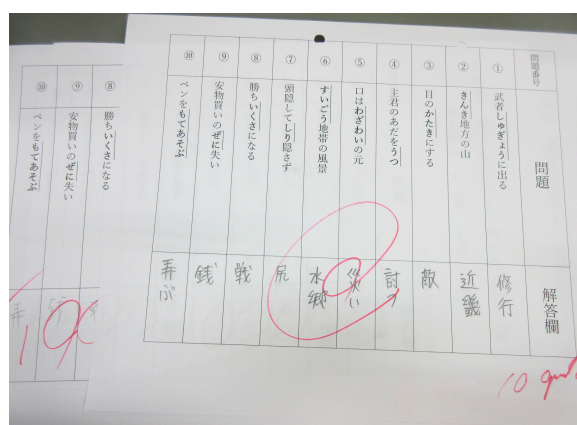 問題番号 問題 解答欄
① 武者しゅぎょうに出る 修行
② きんき地方の山 近畿
③ 目のかたきにする 敵
④ 主君のあだをうつ 討つ
⑤ 口はわざわいの元 災い
⑥ すいごう地帯の風景 水郷
⑦ 頭隠してしり隠さず 尻
⑧ 勝ちいくさになる 戦
⑨ 安物買いのぜに失い 銭
⑩ ペンをもてあそぶ 弄ぶ
10
⑧ 勝ちいくさになる
⑨ 安物買いのぜに失い 銭
⑩ ペンをもてあそぶ 弄